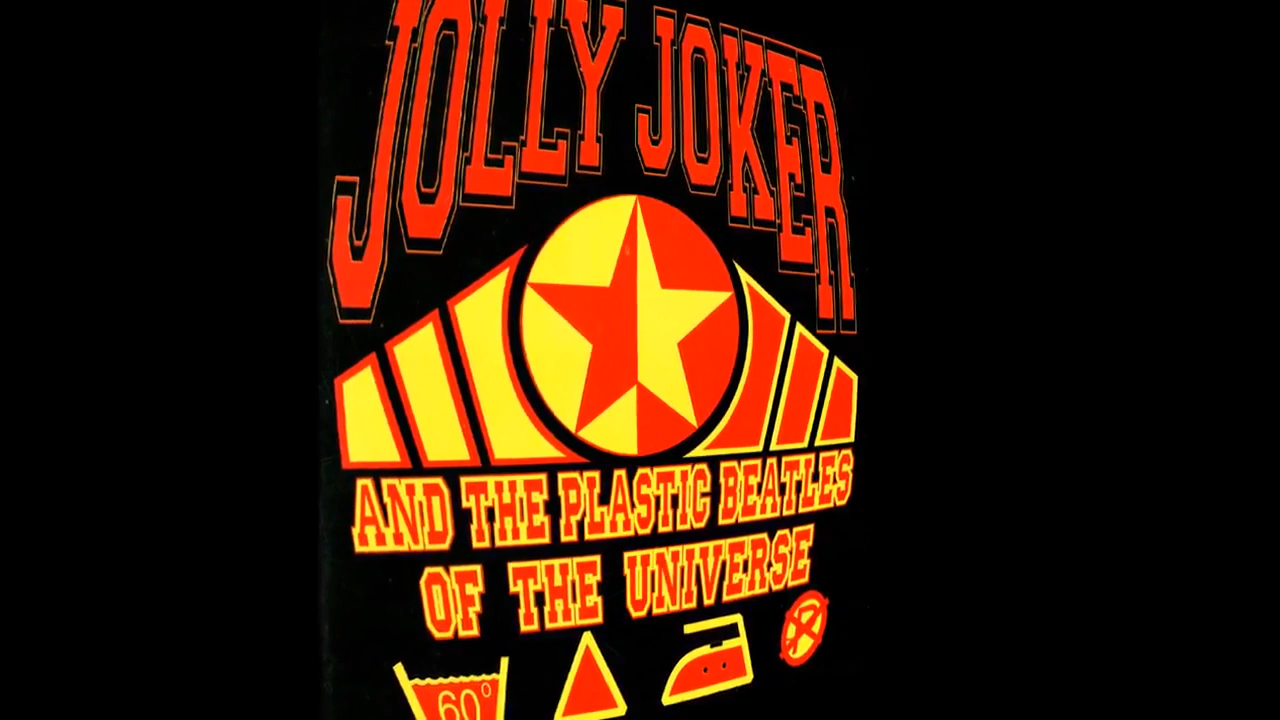 JOLLY JOKER
AND THE PLASTIC BEATLES
OF THE UNIVERSE
60°